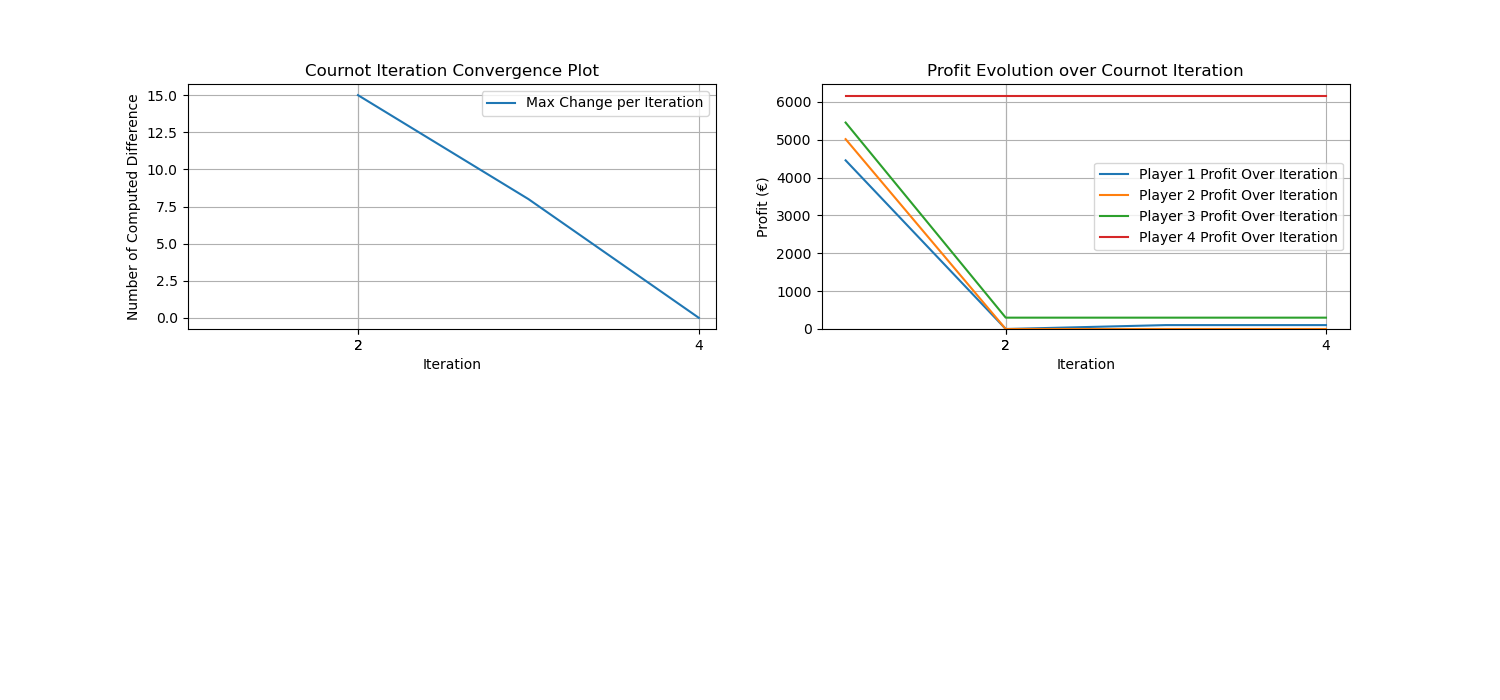 Cournot Iteration Convergence Plot
Number of Computed Difference
15.0
12.5
10.0
7.5
5.0
2.5
0.0
Max Change per Iteration
2
4
Iteration
Profit Evolution over Cournot Iteration
Profit (€)
6000
5000
4000
3000
2000
1000
0
Player 1 Profit Over Iteration
Player 2 Profit Over Iteration
Player 3 Profit Over Iteration
Player 4 Profit Over Iteration
2
4
Iteration